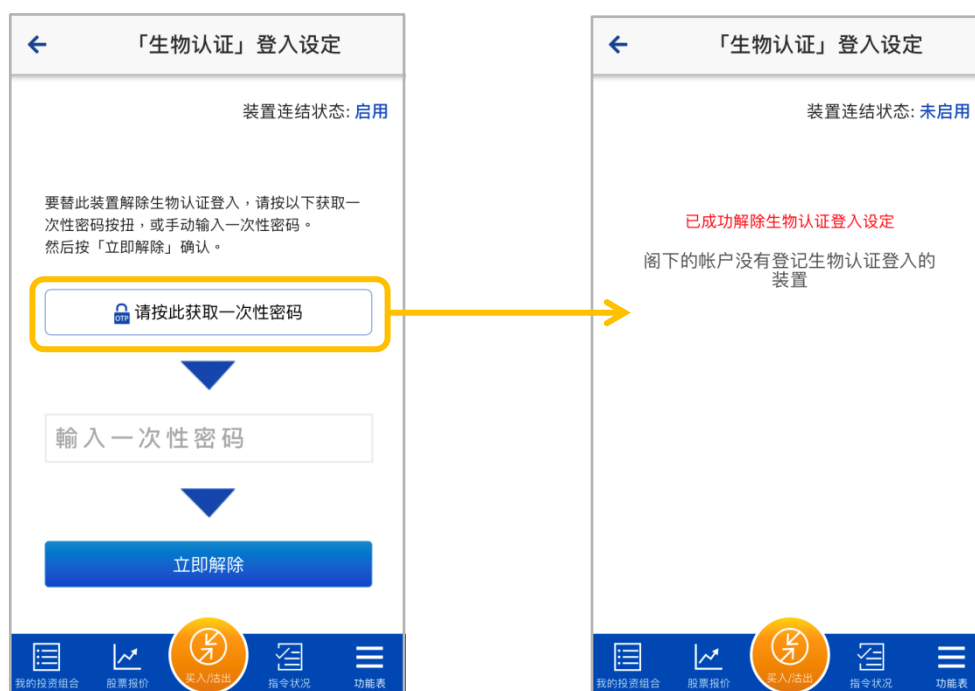 「生物认证」登入设定
装置连结状态: 启用
要替此装置解除生物认证登入，请按以下获取一
次性密码按扭，或手动输入一次性密码。
然后按「立即解除」确认。
OTP 请按此获取一次性密码
輸入一次性密码
立即解除
我的投资组合
股票报价
买入/沽出
指令状况
功能表
「生物认证」登入设定
装置连结状态: 未启用
已成功解除生物认证登入设定
阁下的帐户没有登记生物认证登入的
装置
我的投资组合
股票报价
买入/沽出
指令状况
功能表